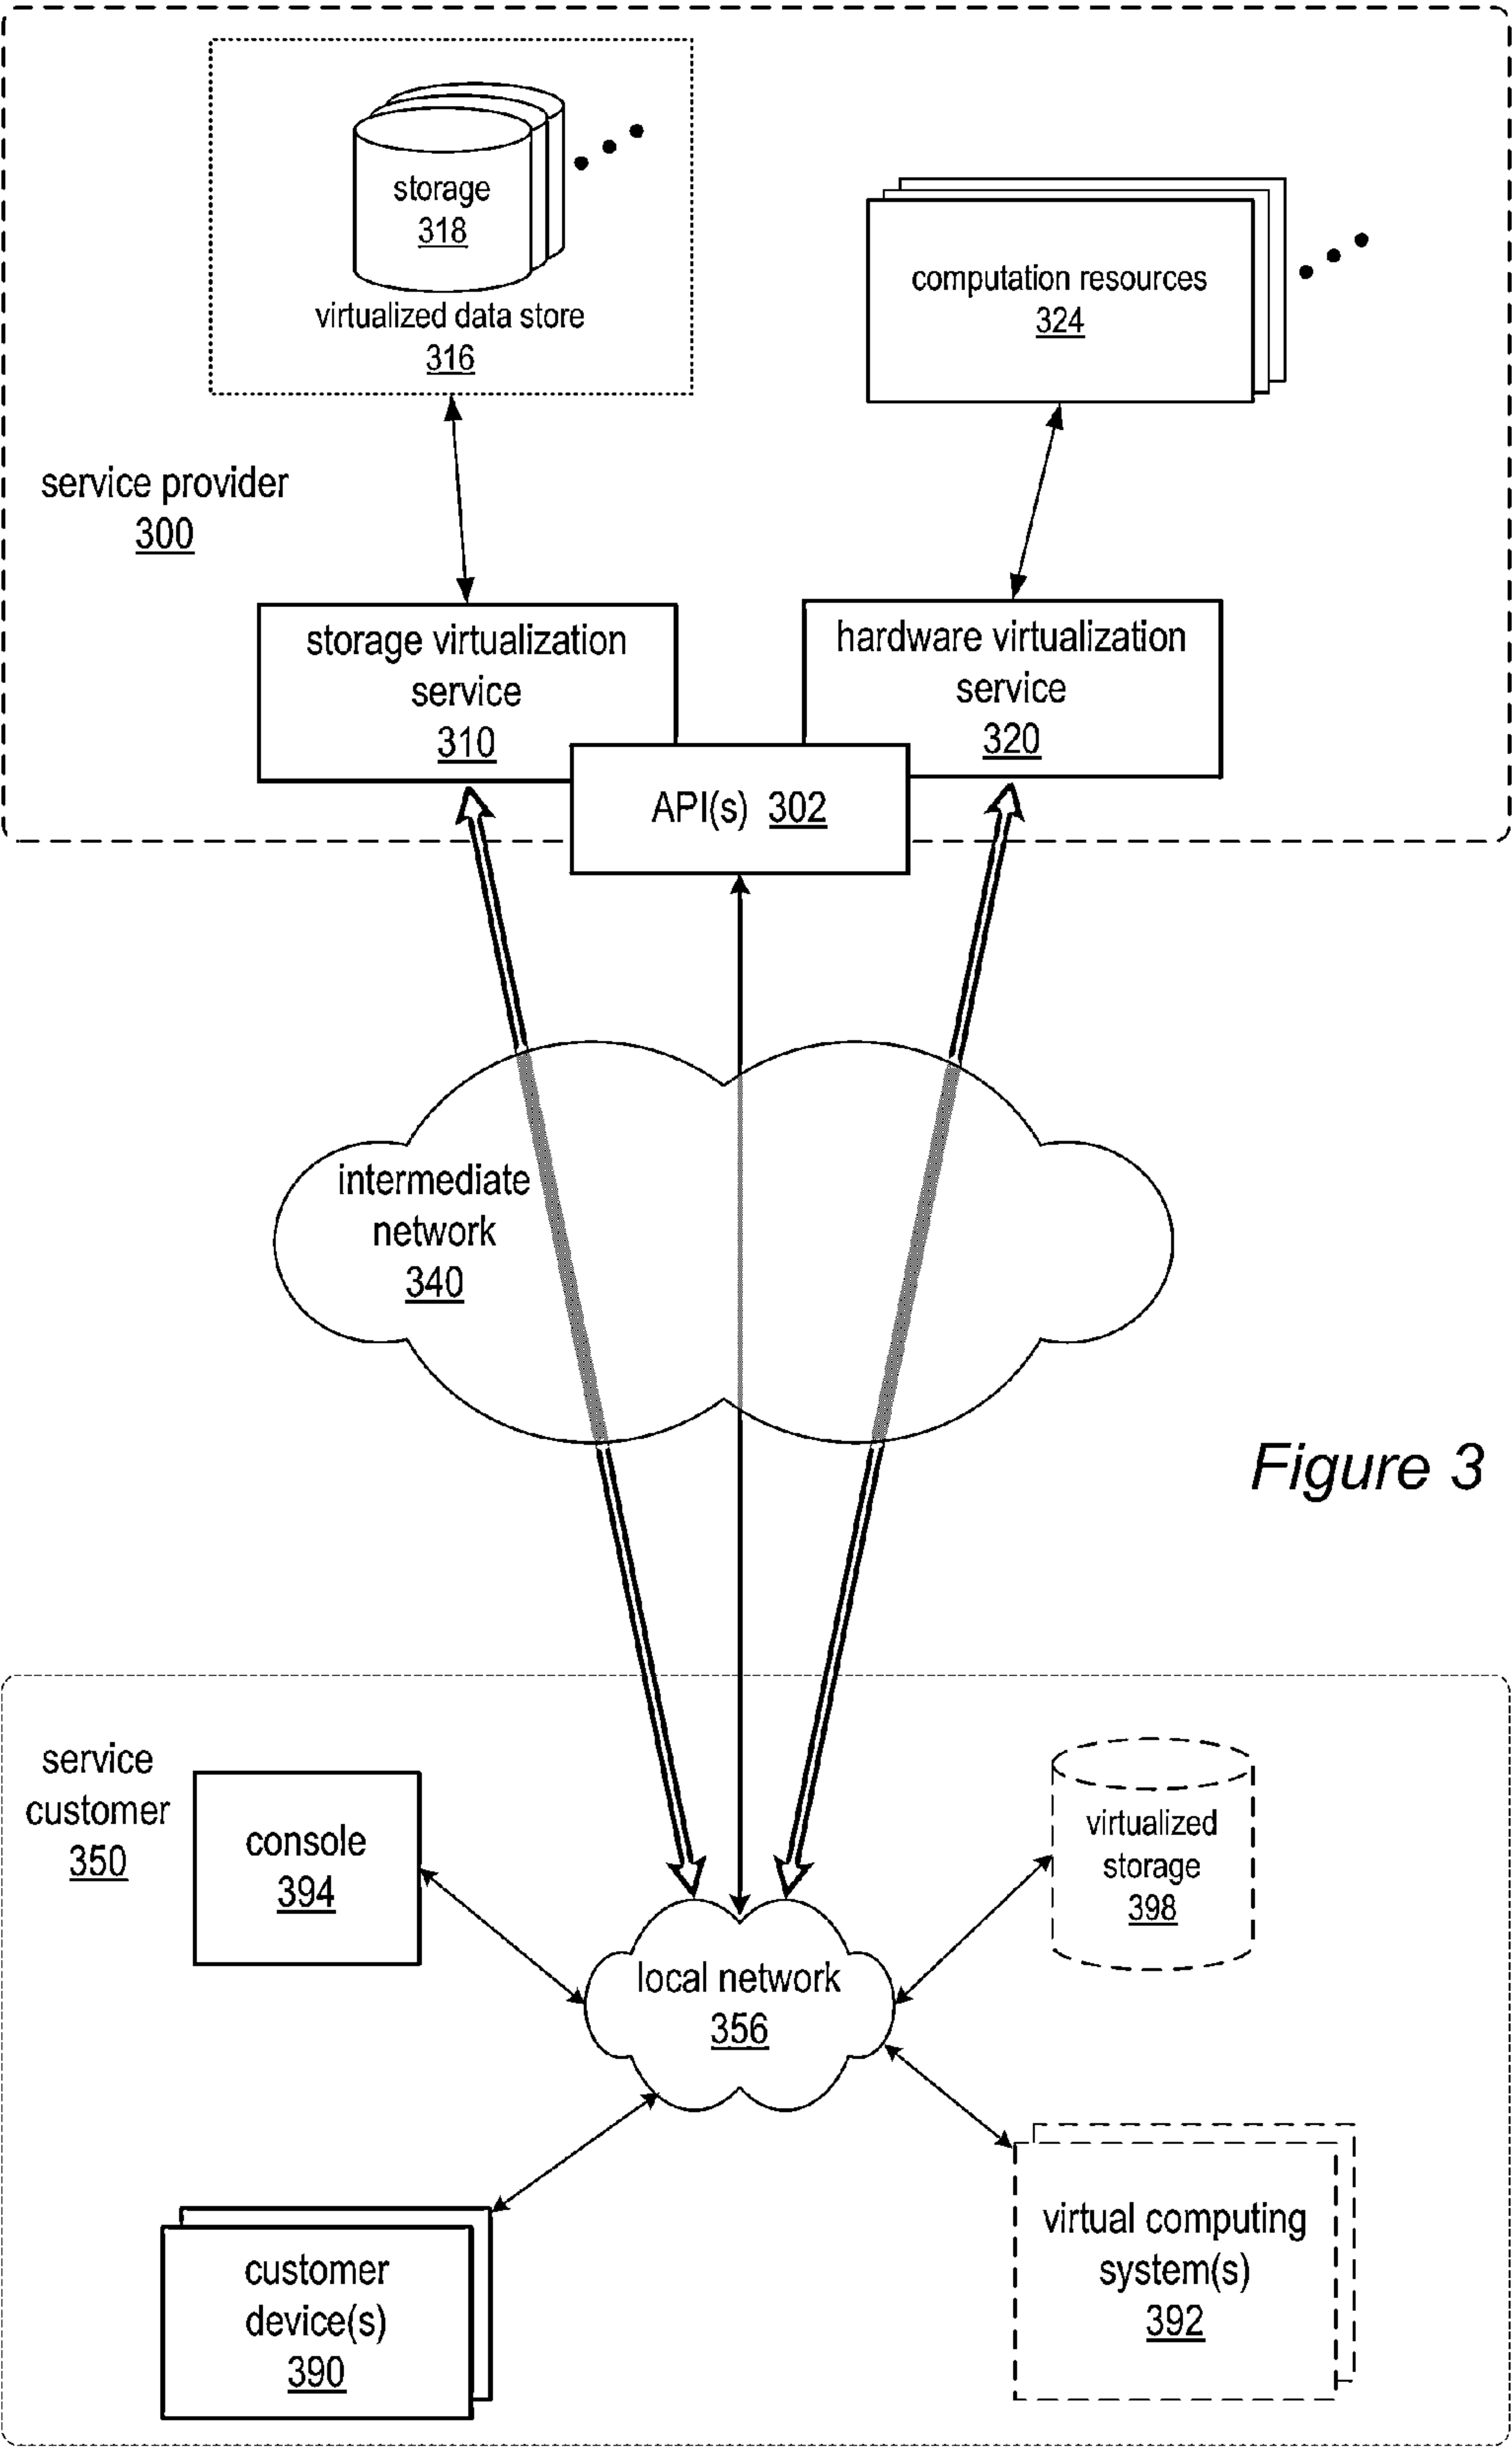 storage
318
virtualized data store
316
computation resources
324
service provider
300
storage virtualization
service
310
hardware virtualization
service
320
API(s) 302
intermediate
network
340
Figure 3
service
customer
350
console
394
virtualized
storage
398
local network
356
customer
device(s)
390
virtual computing
system(s)
392